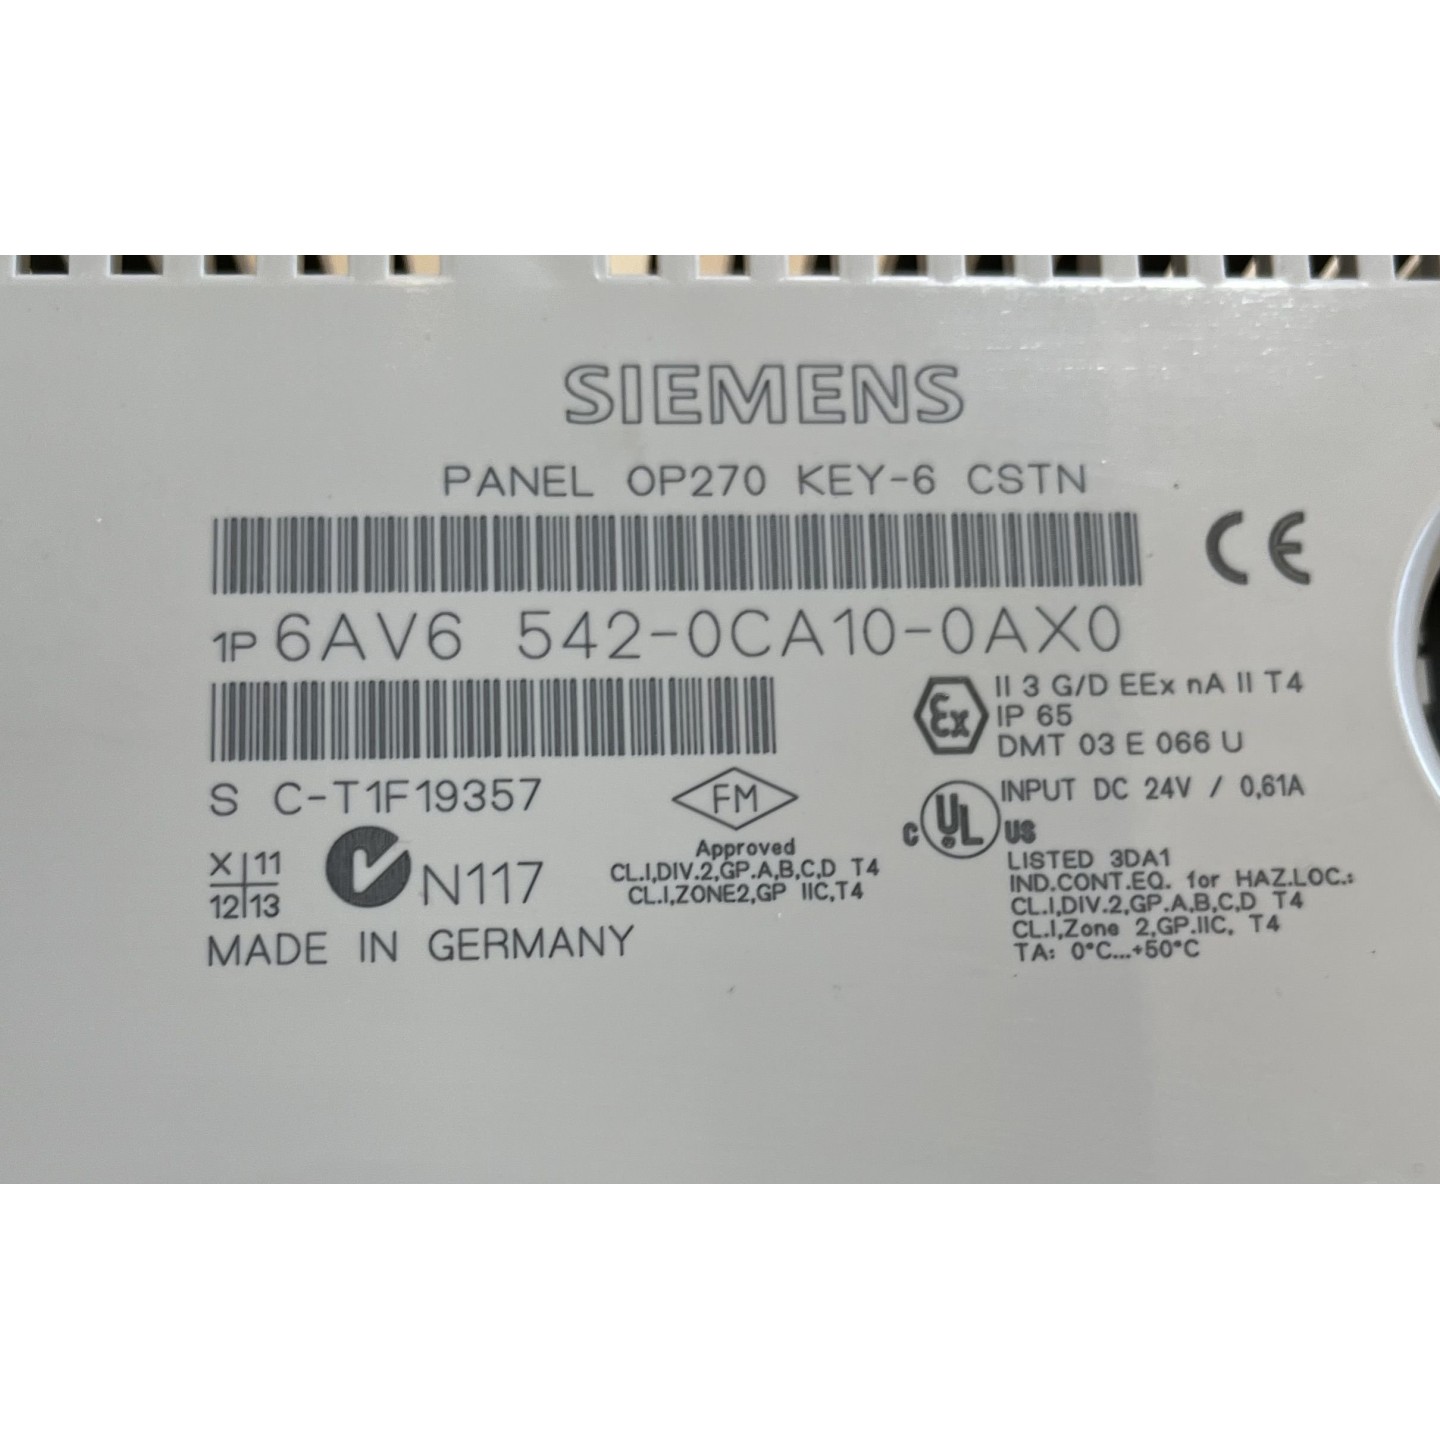 SIEMENS
PANEL OP270 KEY-6 CSTN
CE
1P 6AV6 542-0CA10-0AX0
Ex II 3 G/D EEx nA II T4
IP 65
DMT 03 E 066 U
S C-T1F19357
FM
Approved
CL.I,DIV.2,GP.A,B,C,D T4
CL.I,ZONE2,GP IIC,T4
C UL US INPUT DC 24V / 0,61A
LISTED 3DA1
IND.CONT.EQ. for HAZ.LOC.:
CL.I,DIV.2,GP.A,B,C,D T4
CL.I,Zone 2,GP.IIC, T4
TA: 0°C...+50°C
X 11
12 13
N117
MADE IN GERMANY